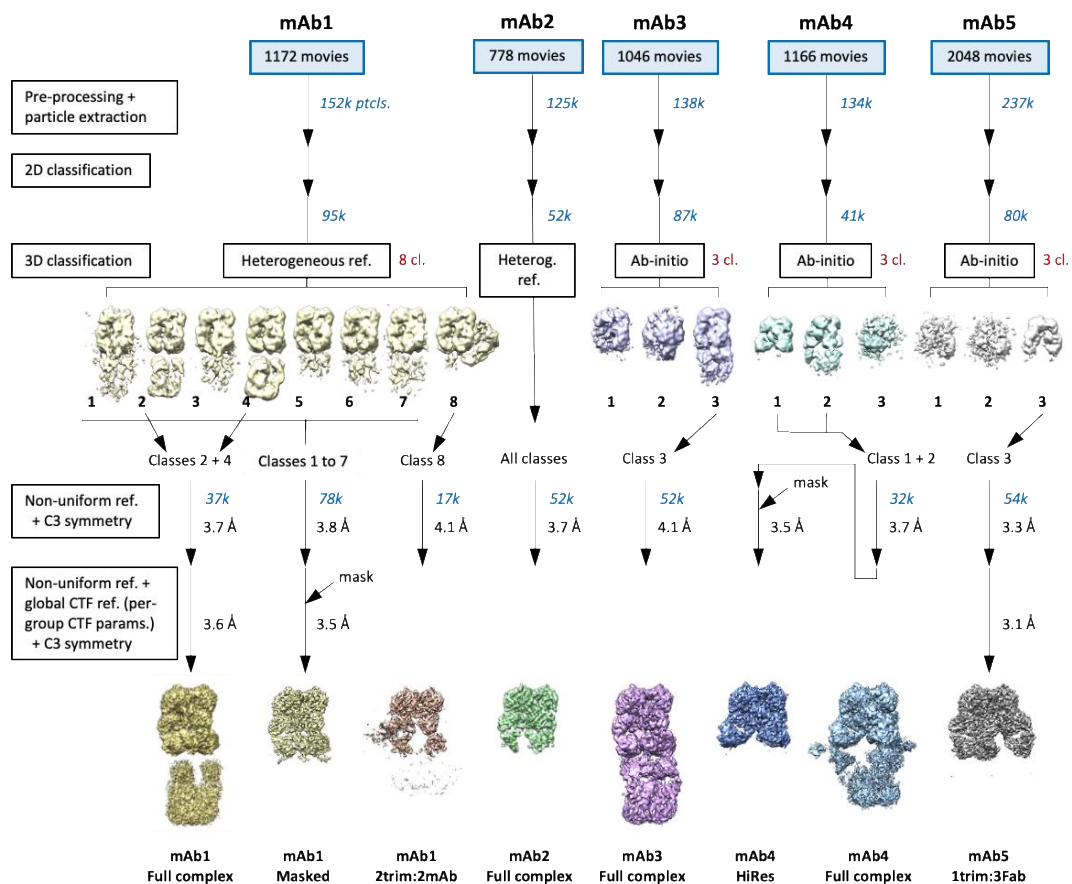 mAb1 mAb2 mAb3 mAb4 mAb5
1172 movies 778 movies 1046 movies 1166 movies 2048 movies
Pre-processing +
particle extraction
152k ptcls. 125k 138k 134k 237k
2D classification
95k 52k 87k 41k 80k
3D classification
Heterogeneous ref. 8 cl.
Heterog.
ref.
Ab-initio 3 cl.
Ab-initio 3 cl.
Ab-initio 3 cl.
1 2 3 4 5 6 7 8
1 2 3
1 2 3
1 2 3
Classes 2 + 4 Classes 1 to 7 Class 8 All classes Class 3 Class 1 + 2 Class 3
Non-uniform ref.
+ C3 symmetry
37k 78k 17k 52k 52k mask 32k 54k
3.7 Å 3.8 Å 4.1 Å 3.7 Å 4.1 Å 3.5 Å 3.7 Å 3.3 Å
Non-uniform ref. +
global CTF ref. (per-
group CTF params.)
+ C3 symmetry
mask
3.6 Å 3.5 Å 3.1 Å
mAb1
Full complex
mAb1
Masked
mAb1
2trim:2mAb
mAb2
Full complex
mAb3
Full complex
mAb4
HiRes
mAb4
Full complex
mAb5
1trim:3Fab